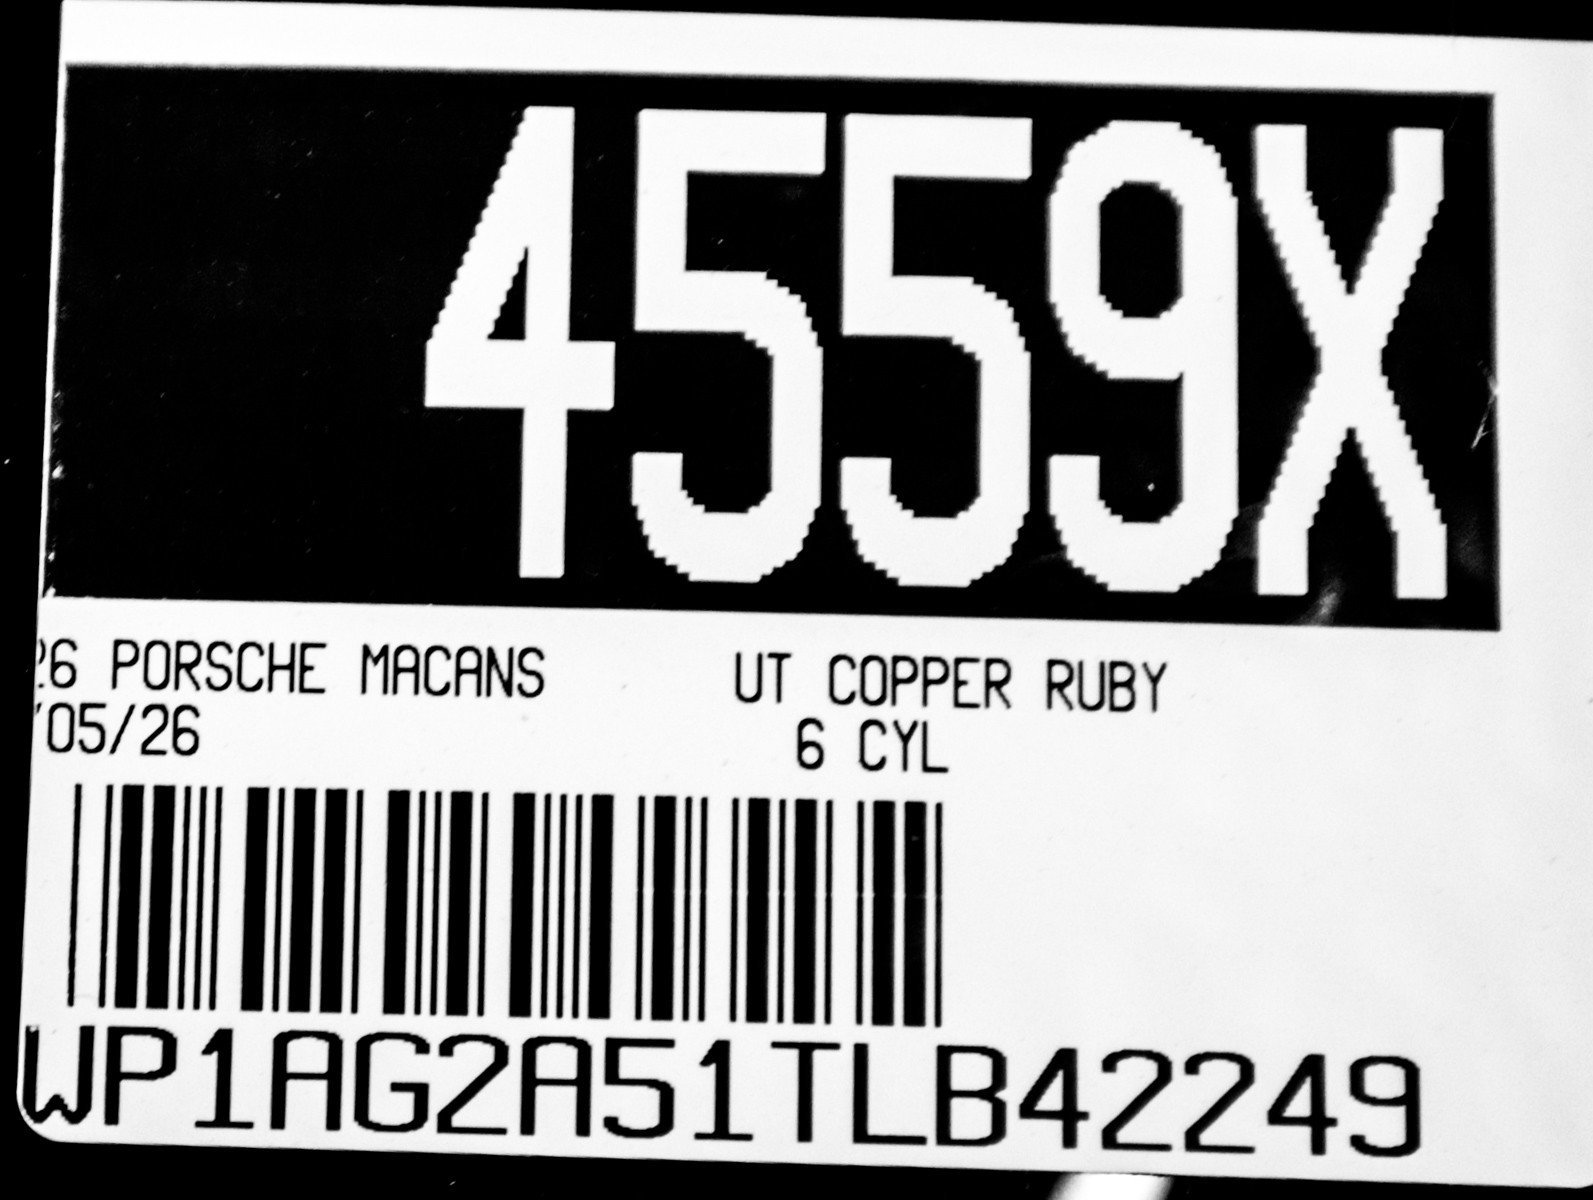 4559X
26 PORSCHE MACANS UT COPPER RUBY
/05/26 6 CYL
WP1AG2A51TLB42249